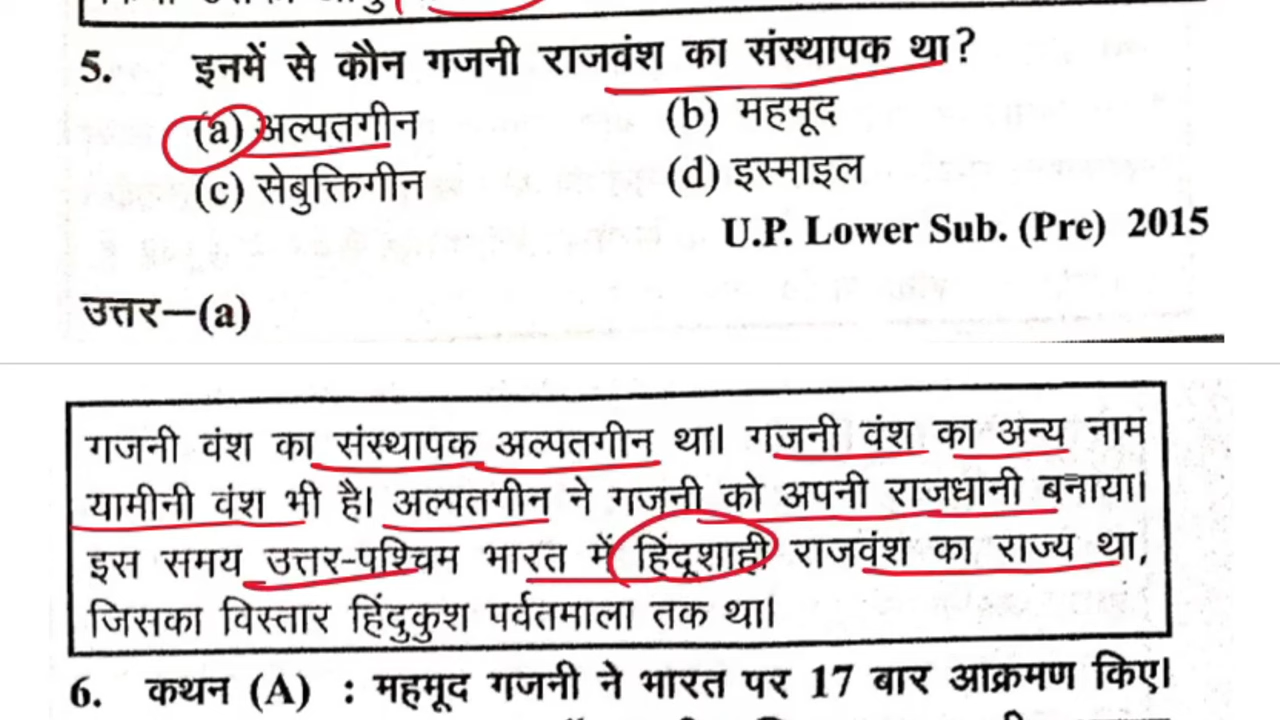 5. इनमें से कौन गजनी राजवंश का संस्थापक था?
(a) अल्पतगीन (b) महमूद
(c) सेबुक्तिगीन (d) इस्माइल
U.P. Lower Sub. (Pre) 2015
उत्तर—(a)
गजनी वंश का संस्थापक अल्पतगीन था। गजनी वंश का अन्य नाम
यामीनी वंश भी है। अल्पतगीन ने गजनी को अपनी राजधानी बनाया।
इस समय उत्तर-पश्चिम भारत में हिंदूशाही राजवंश का राज्य था,
जिसका विस्तार हिंदुकुश पर्वतमाला तक था।
6. कथन (A) : महमूद गजनी ने भारत पर 17 बार आक्रमण किए।